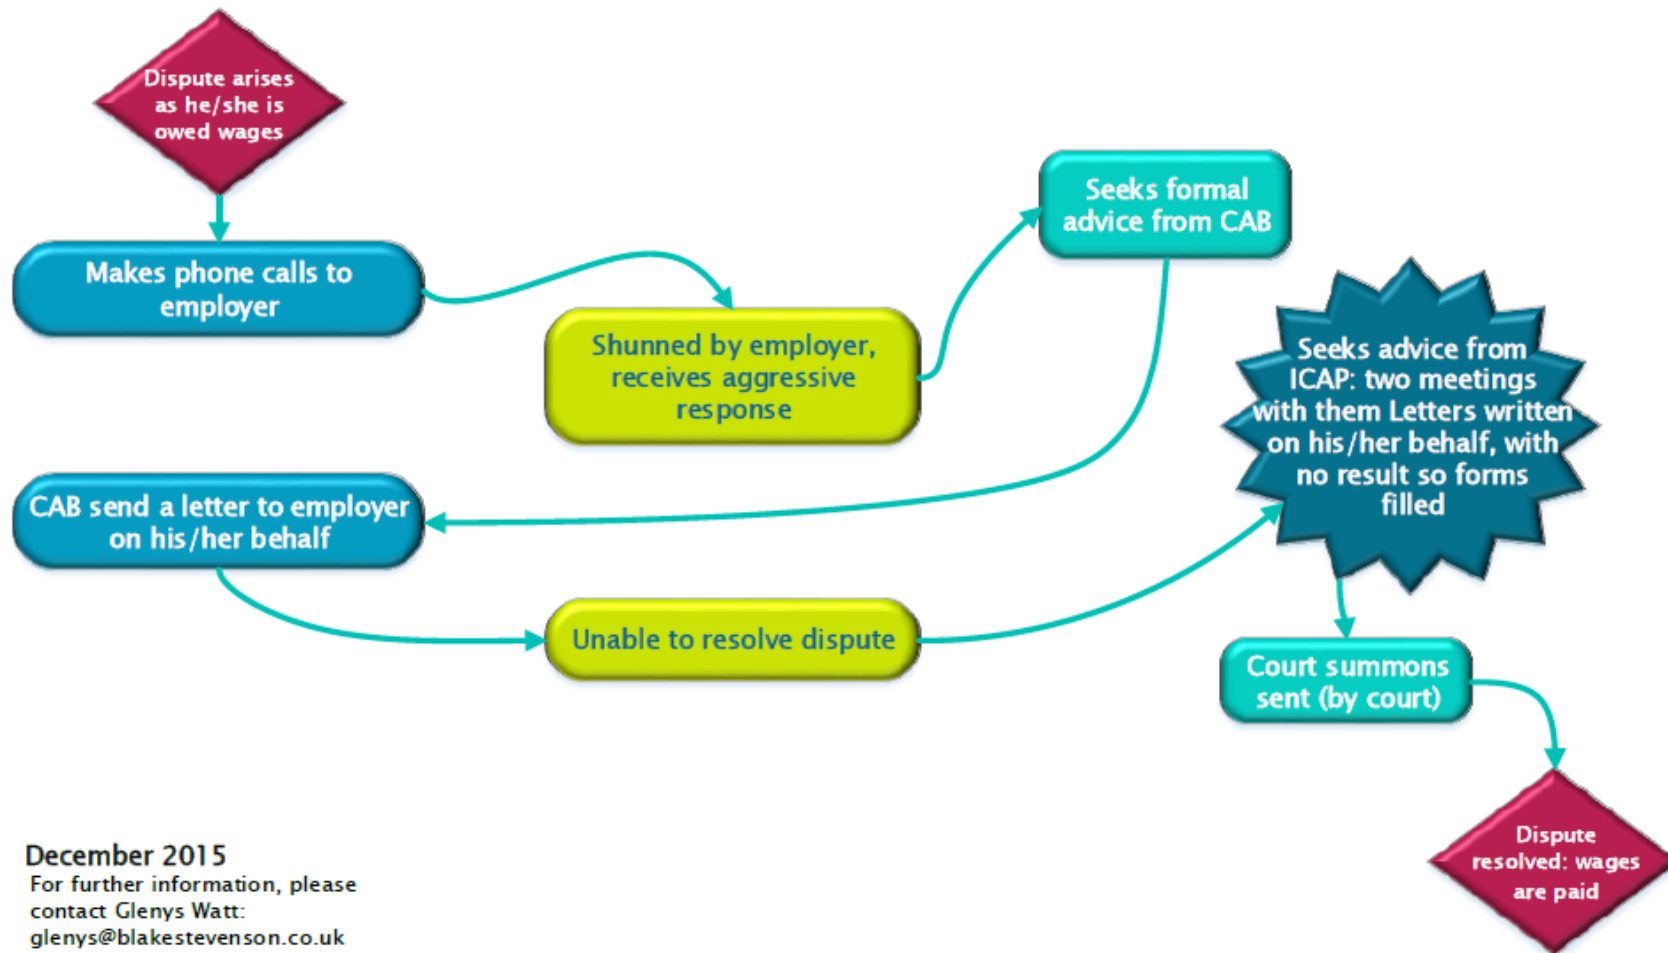 Dispute arises
as he/she is
owed wages
Makes phone calls to
employer
Shunned by employer,
receives aggressive
response
Seeks formal
advice from CAB
CAB send a letter to employer
on his/her behalf
Unable to resolve dispute
Seeks advice from
ICAP: two meetings
with them Letters written
on his/her behalf, with
no result so forms
filled
Court summons
sent (by court)
Dispute
resolved: wages
are paid
December 2015
For further information, please
contact Glenys Watt:
glenys@blakestevenson.co.uk